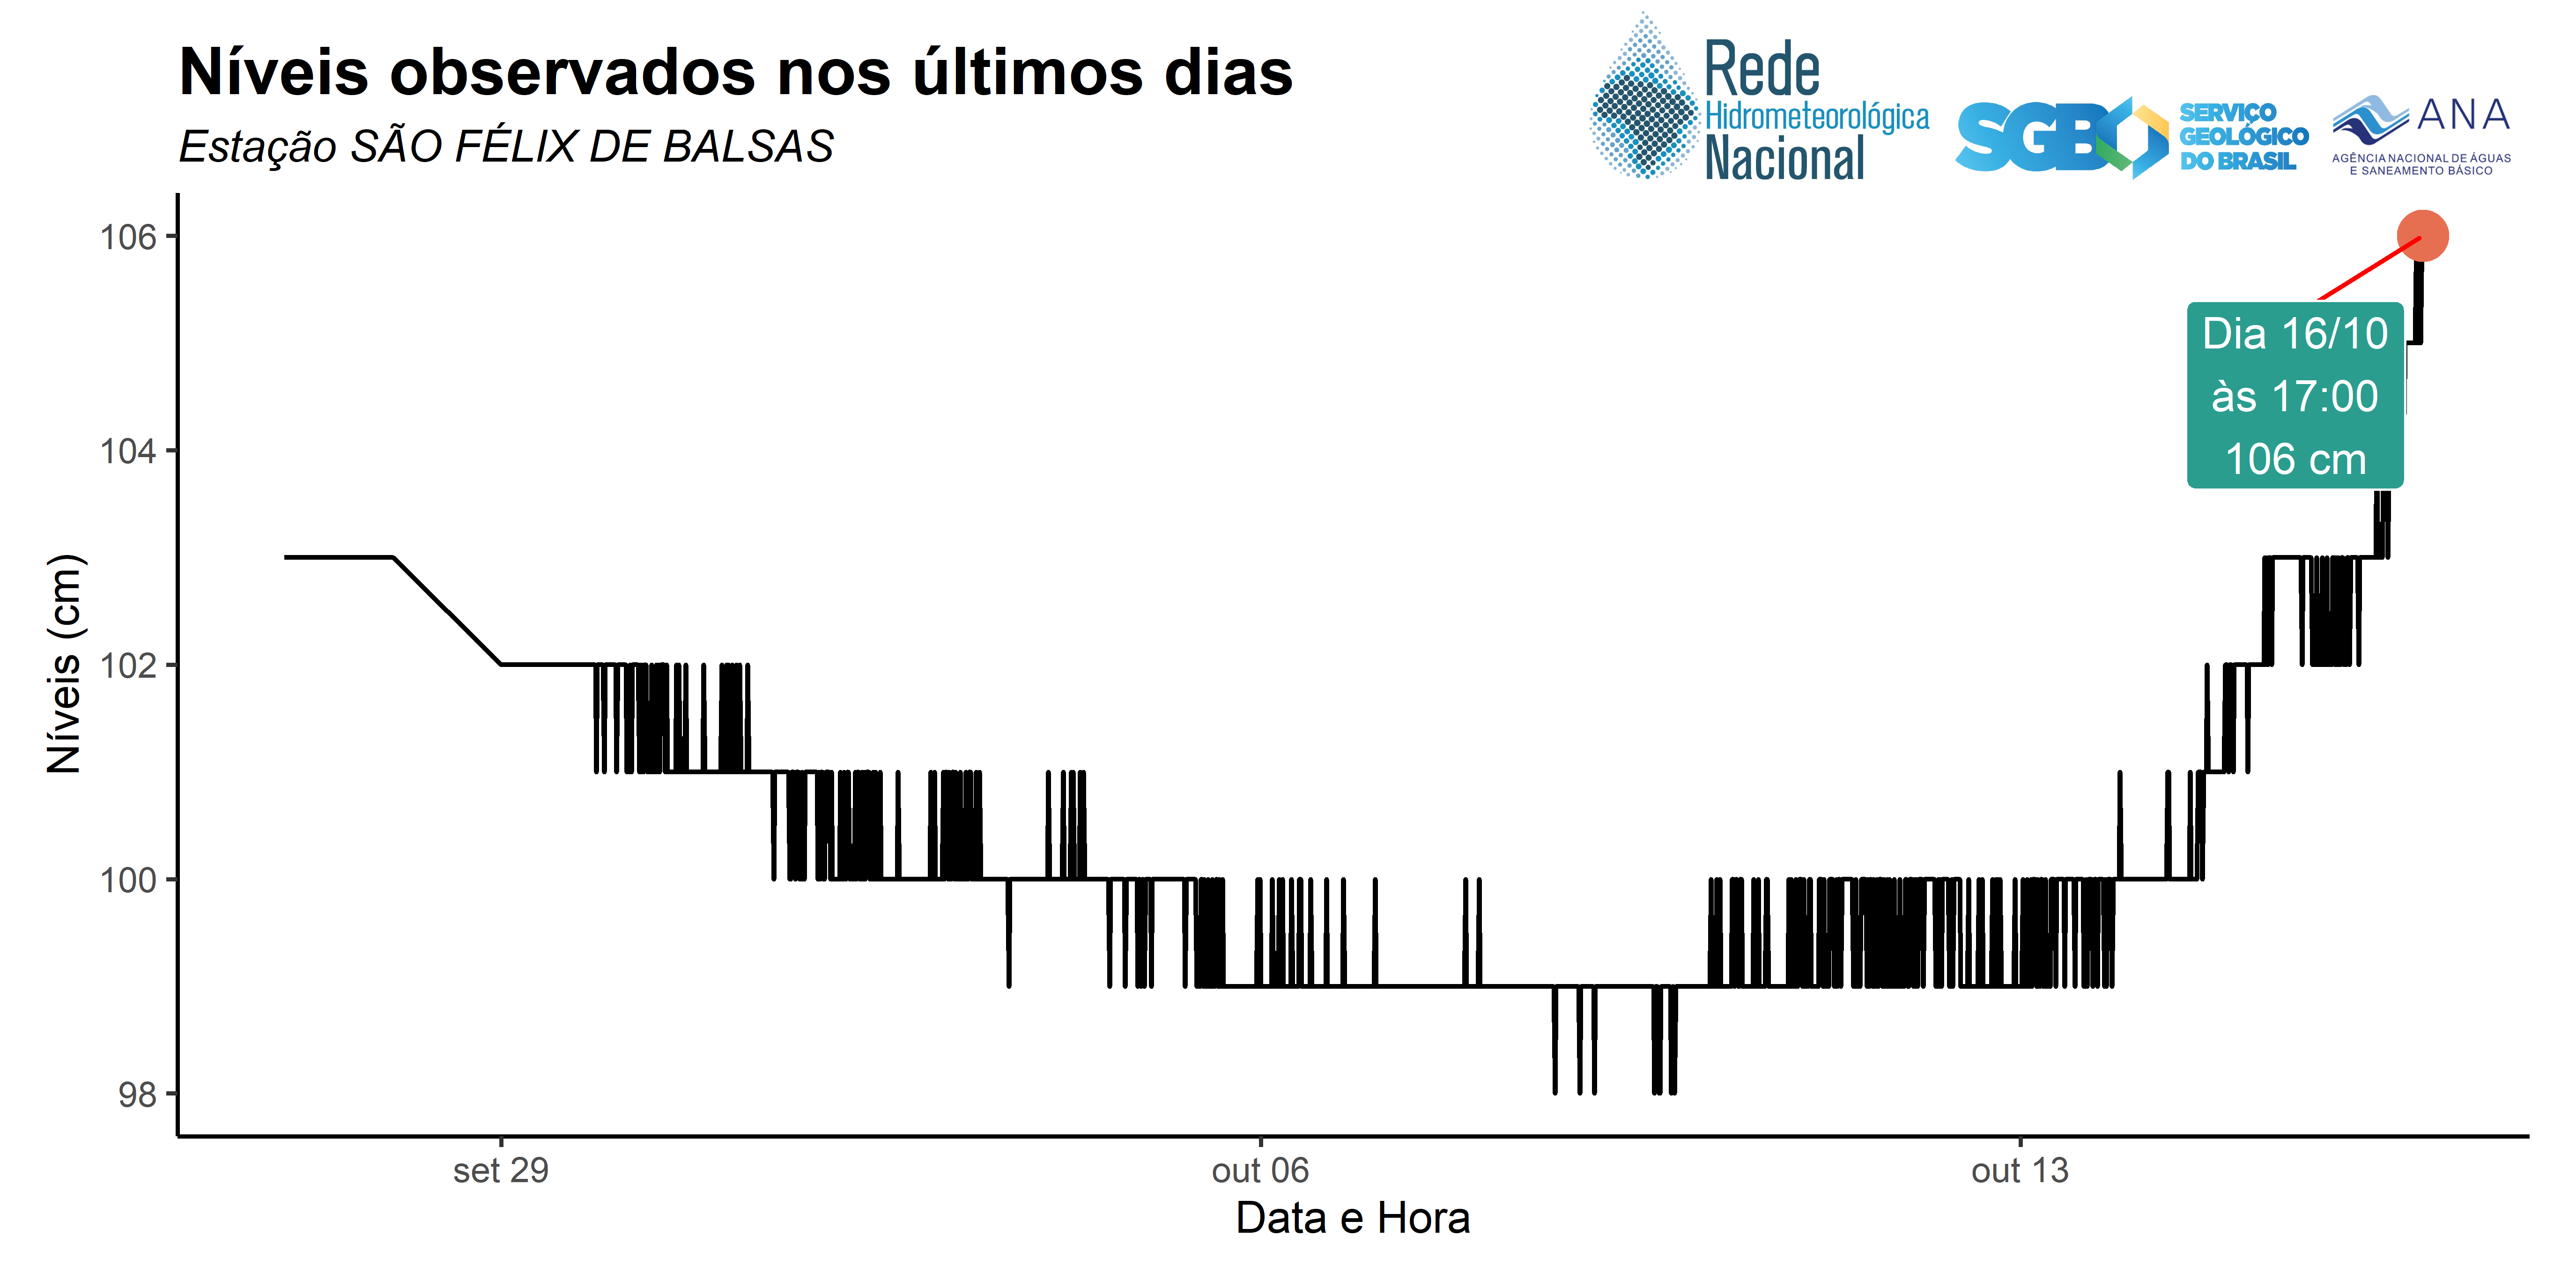 Níveis observados nos últimos dias
Estação SÃO FÉLIX DE BALSAS
Rede
Hidrometeorológica
Nacional
SGB
SERVIÇO
GEOLÓGICO
DO BRASIL
ANA
AGÊNCIA NACIONAL DE ÁGUAS
E SANEAMENTO BÁSICO
106
104
102
100
98
Níveis (cm)
Dia 16/10
às 17:00
106 cm
set 29
out 06
out 13
Data e Hora